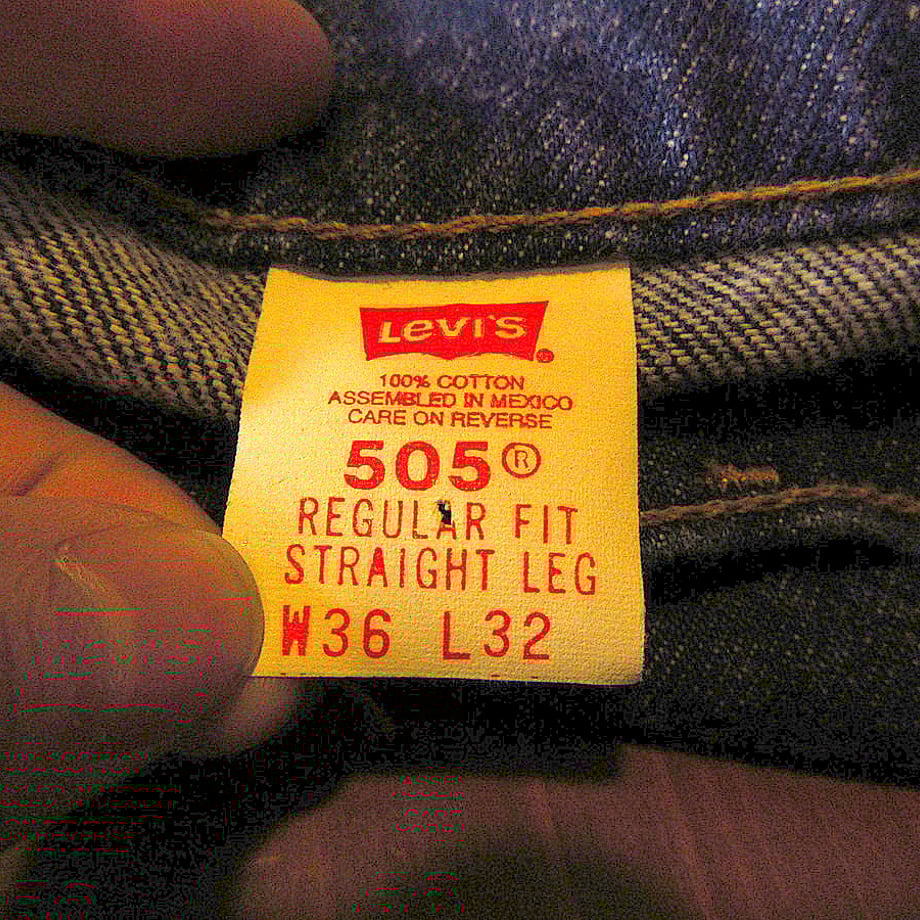 LEVI'S ®
100% COTTON
ASSEMBLED IN MEXICO
CARE ON REVERSE
505®
REGULAR FIT
STRAIGHT LEG
W36 L32